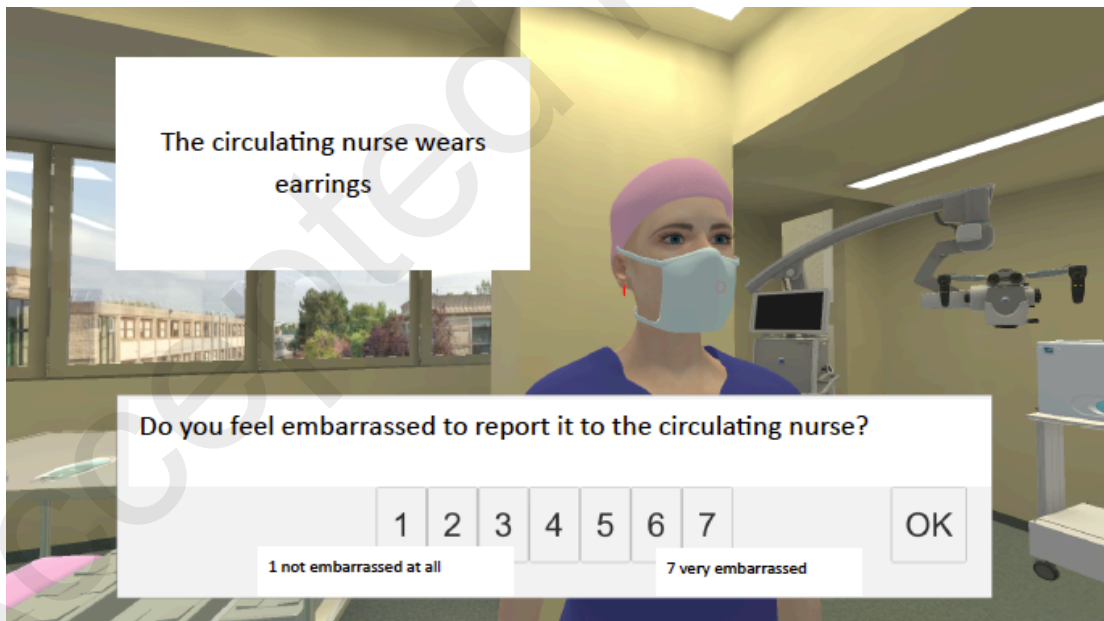 The circulating nurse wears
earrings
Do you feel embarrassed to report it to the circulating nurse?
1 2 3 4 5 6 7 OK
1 not embarrassed at all 7 very embarrassed